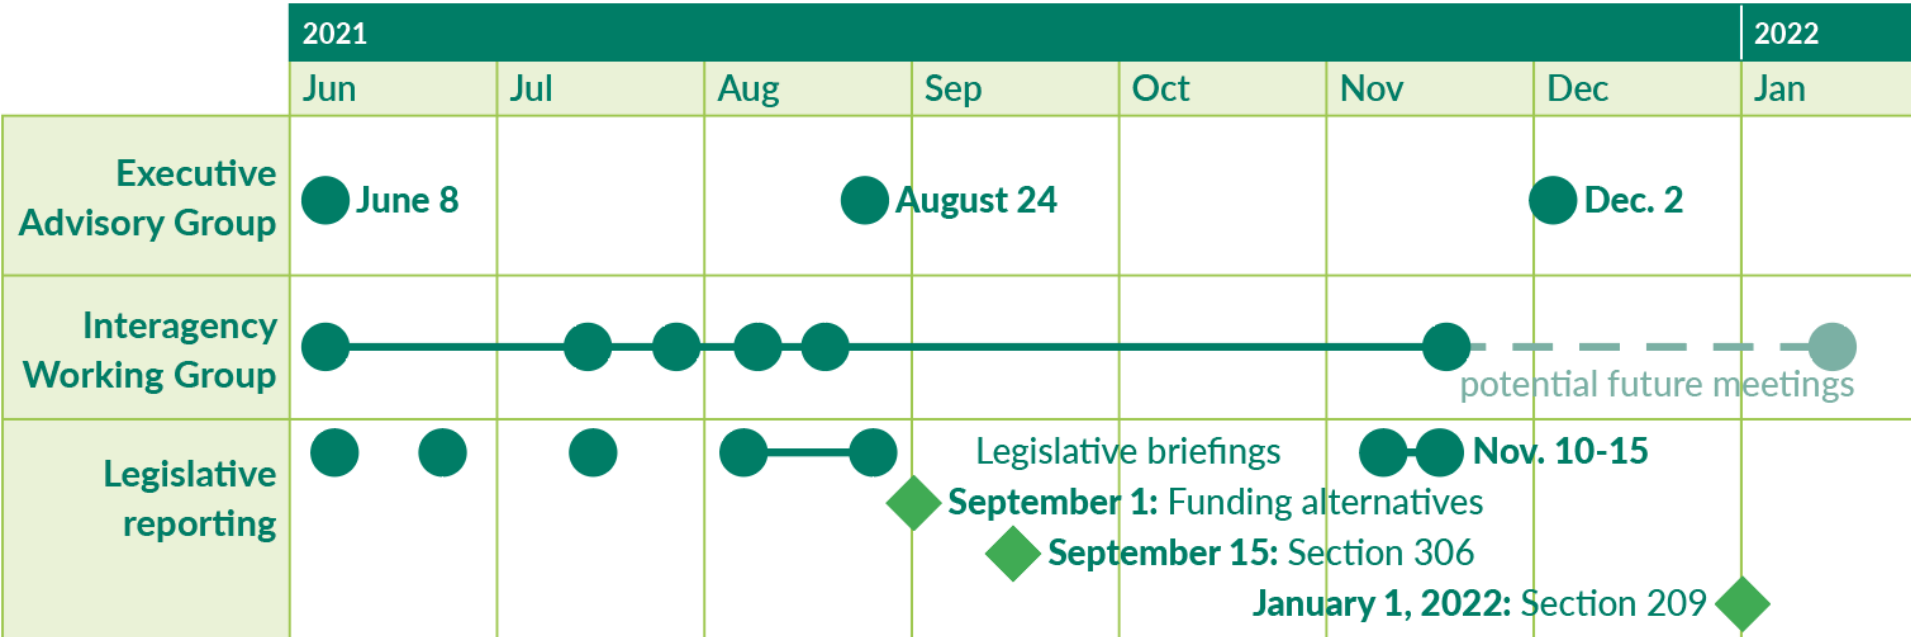 2021 2022
Jun Jul Aug Sep Oct Nov Dec Jan
Executive
Advisory Group
June 8 August 24 Dec. 2
Interagency
Working Group
potential future meetings
Legislative
reporting
Legislative briefings Nov. 10-15
September 1: Funding alternatives
September 15: Section 306
January 1, 2022: Section 209